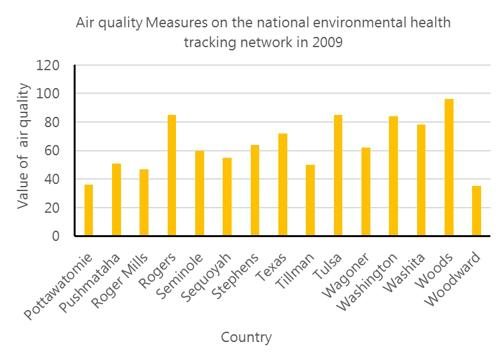 Air quality Measures on the national environmental health
tracking network in 2009
Value of  air quality
120
100
80
60
40
20
0
Pottawatomie
Pushmataha
Roger Mills
Rogers
Seminole
Sequoyah
Stephens
Texas
Tillman
Tulsa
Wagoner
Washington
Washita
Woods
Woodward
Country